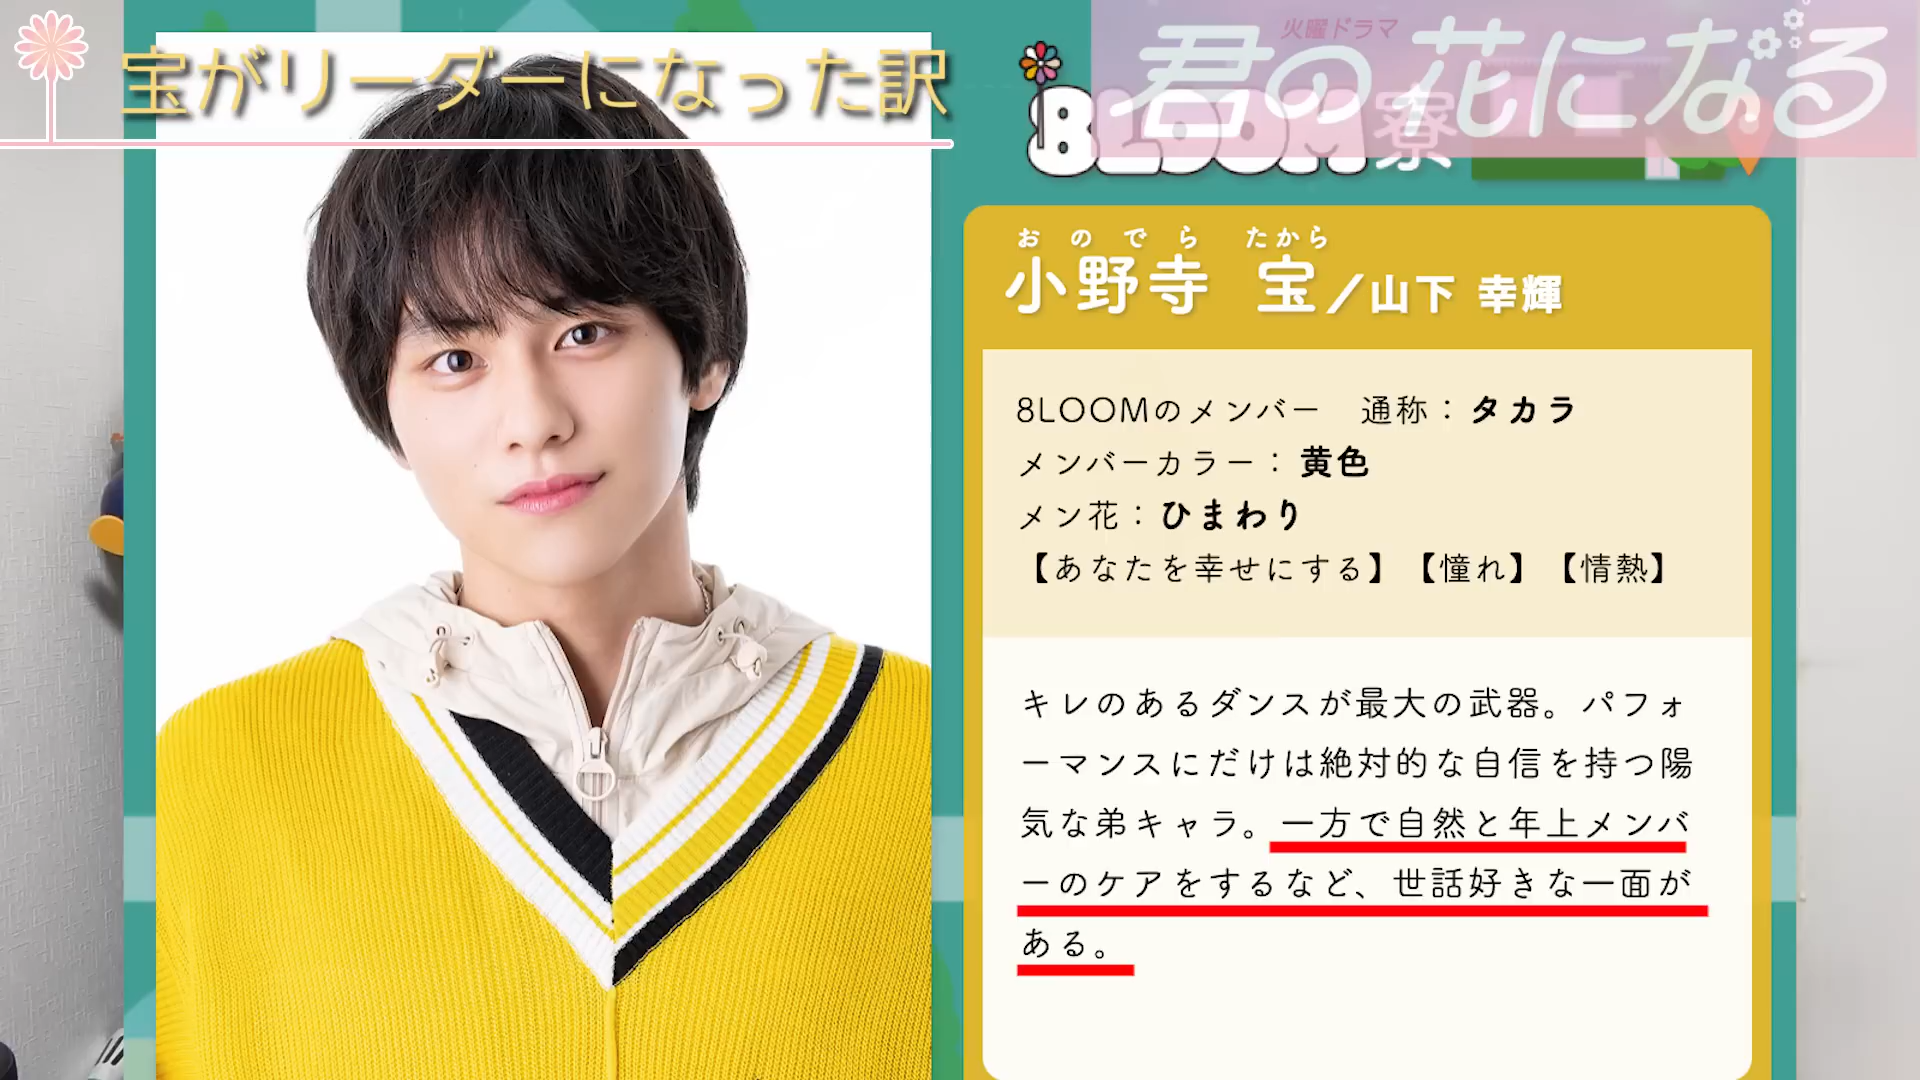 宝がリーダーになった訳
火曜ドラマ
君の花になる
8LOOM寮
おのでら たから
小野寺 宝／山下 幸輝
8LOOMのメンバー 通称：タカラ
メンバーカラー：黄色
メン花：ひまわり
【あなたを幸せにする】【憧れ】【情熱】
キレのあるダンスが最大の武器。パフォ
ーマンスにだけは絶対的な自信を持つ陽
気な弟キャラ。一方で自然と年上メンバ
ーのケアをするなど、世話好きな一面が
ある。